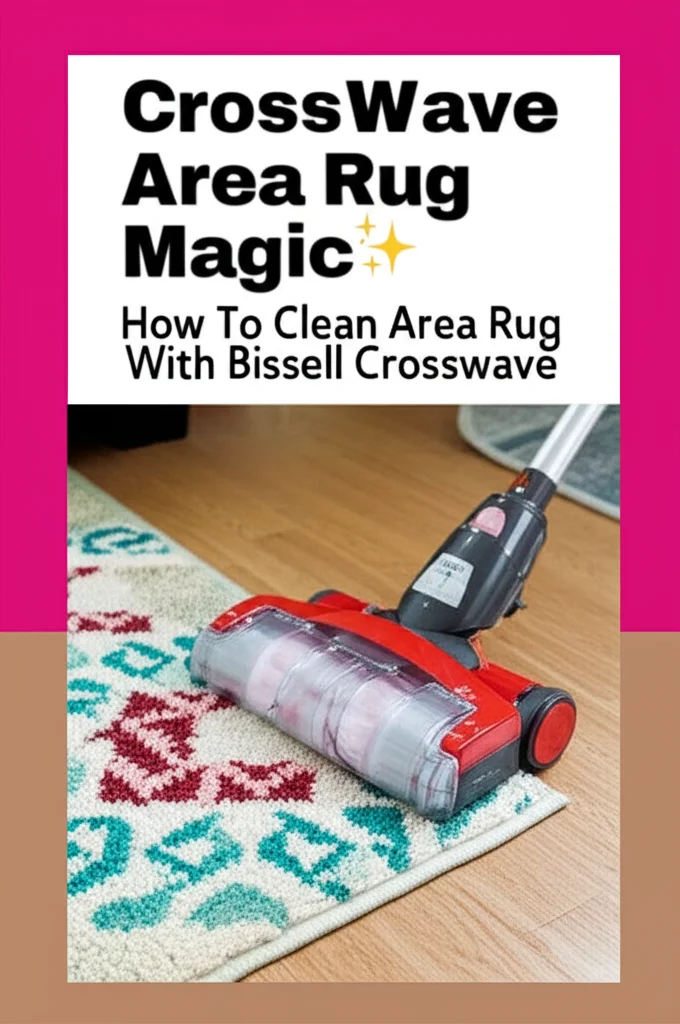 CrossWave
Area Rug
Magic✨
How To Clean Area Rug
With Bissell Crosswave